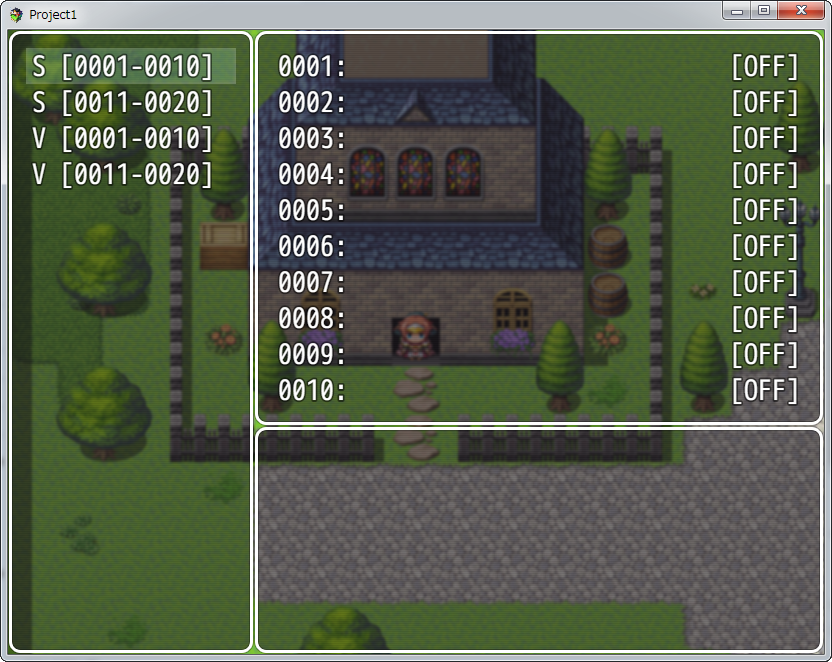 Project1
S [0001-0010]
S [0011-0020]
V [0001-0010]
V [0011-0020]
0001: [OFF]
0002: [OFF]
0003: [OFF]
0004: [OFF]
0005: [OFF]
0006: [OFF]
0007: [OFF]
0008: [OFF]
0009: [OFF]
0010: [OFF]